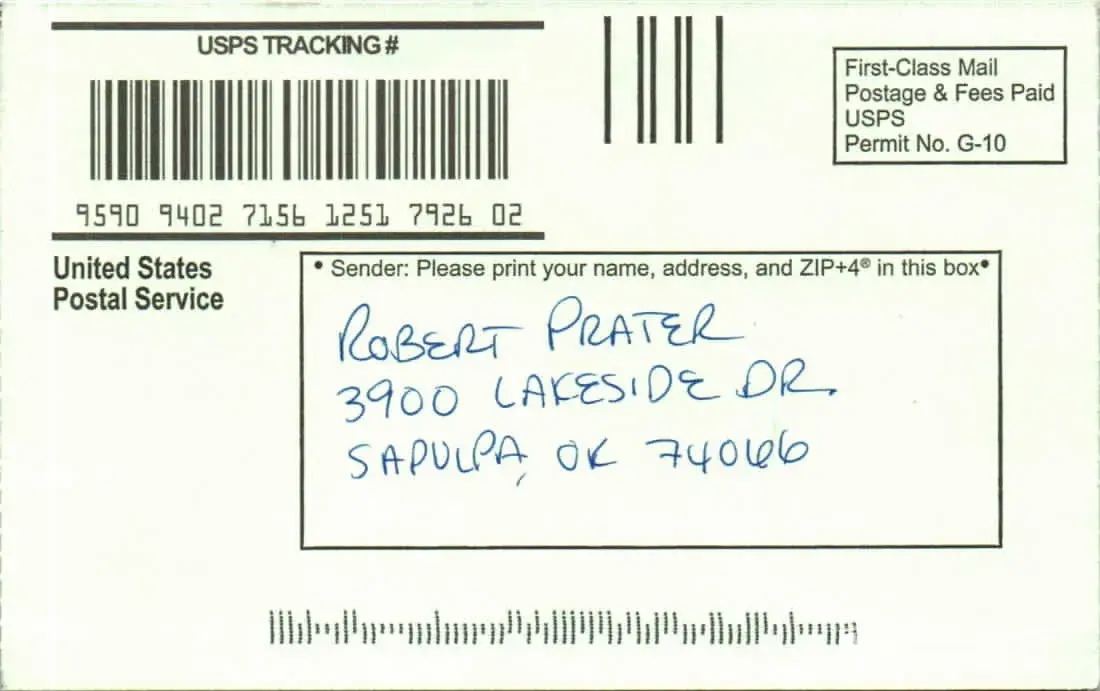 USPS TRACKING #
9590 9402 7156 1251 7926 02
First-Class Mail
Postage & Fees Paid
USPS
Permit No. G-10
United States
Postal Service
• Sender: Please print your name, address, and ZIP+4® in this box•
ROBERT PRATER
3900 LAKESIDE DR.
SAPULPA, OK 74066